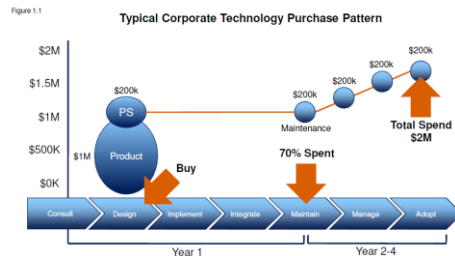 Figure 1.1
Typical Corporate Technology Purchase Pattern
$2M
$1.5M
$1M
$500K
$0K
$200k
PS
$1M
Product
Buy
$200k
Maintenance
$200k
$200k
$200k
70% Spent
Total Spend
$2M
Consult
Design
Implement
Integrate
Maintain
Manage
Adopt
Year 1
Year 2-4